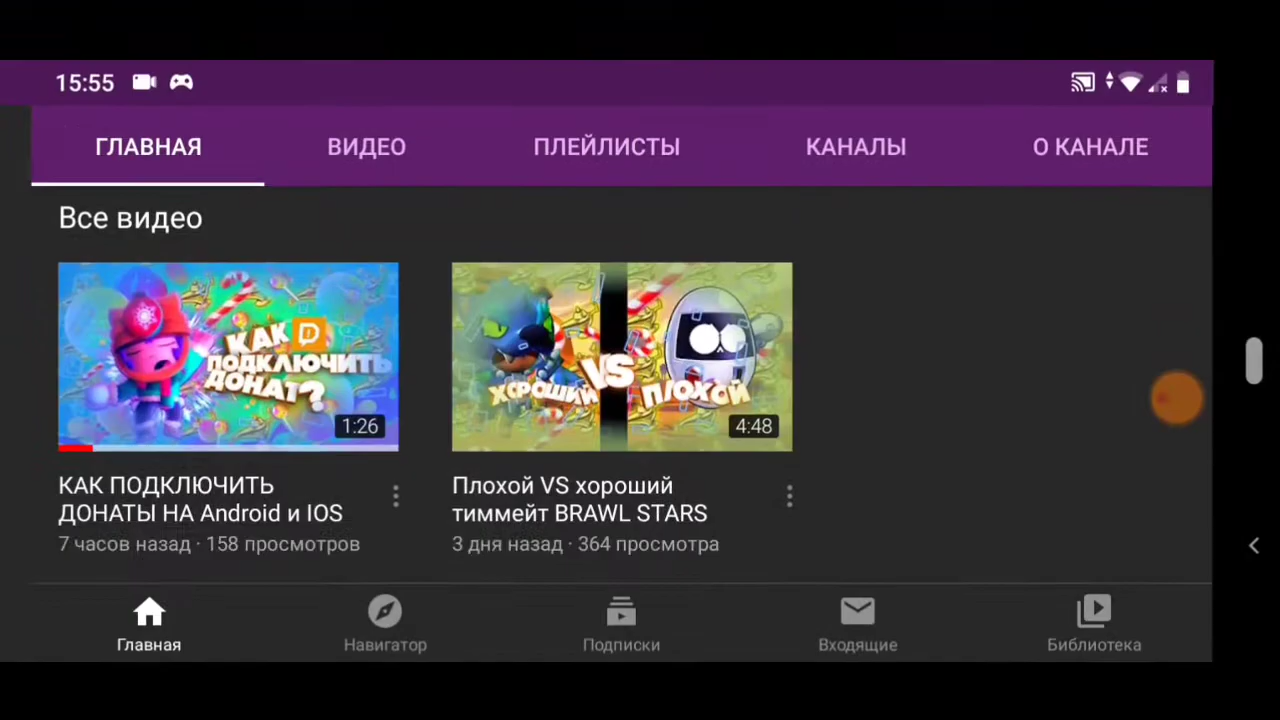 15:55
ГЛАВНАЯ ВИДЕО ПЛЕЙЛИСТЫ КАНАЛЫ О КАНАЛЕ
Все видео
КАК
ПОДКЛЮЧИТЬ
ДОНАТ?
1:26
ХОРОШИЙ VS ПЛОХОЙ
4:48
КАК ПОДКЛЮЧИТЬ
ДОНАТЫ НА Android и IOS
7 часов назад · 158 просмотров
Плохой VS хороший
тиммейт BRAWL STARS
3 дня назад · 364 просмотра
Главная Навигатор Подписки Входящие Библиотека